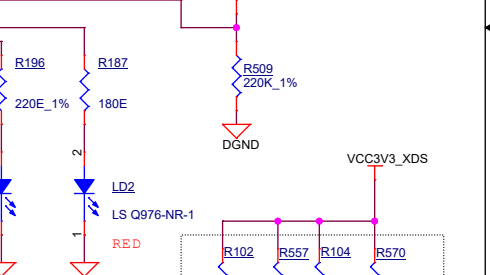 R196
R187
R509
220K_1%
220E_1%
180E
DGND
VCC3V3_XDS
2
LD2
LS Q976-NR-1
1
RED
R102
R557
R104
R570